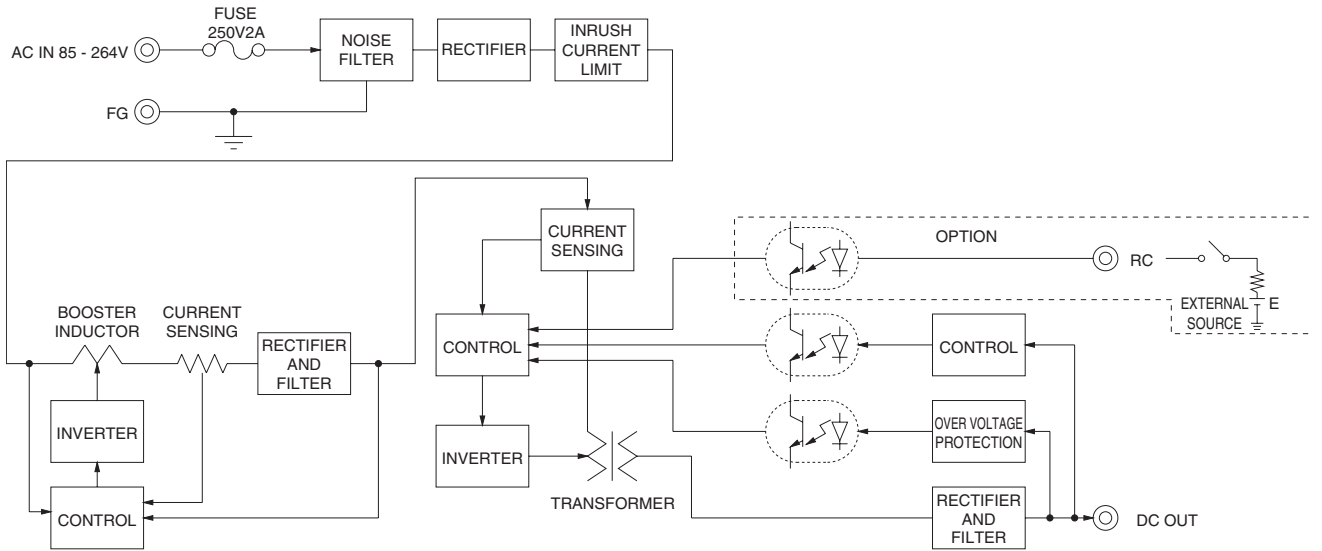 FUSE
250V2A
AC IN 85 - 264V
NOISE
FILTER
RECTIFIER
INRUSH
CURRENT
LIMIT
FG
CURRENT
SENSING
OPTION
RC
EXTERNAL
SOURCE
E
BOOSTER
INDUCTOR
CURRENT
SENSING
RECTIFIER
AND
FILTER
CONTROL
CONTROL
INVERTER
INVERTER
OVER VOLTAGE
PROTECTION
TRANSFORMER
CONTROL
RECTIFIER
AND
FILTER
DC OUT